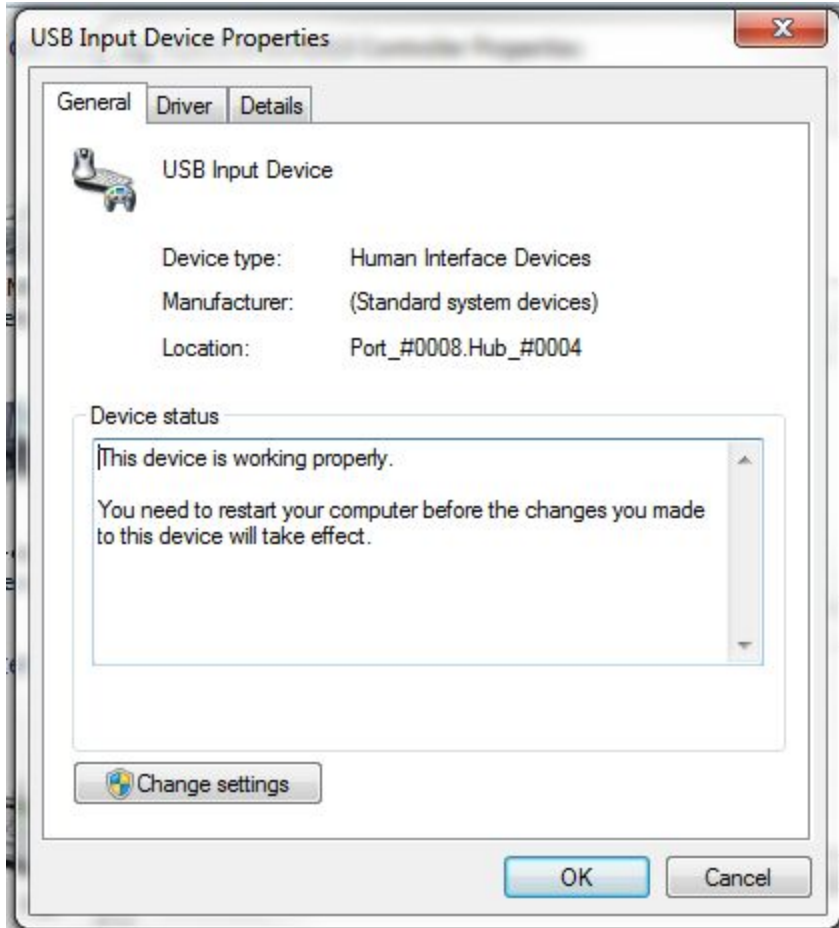 USB Input Device Properties
General
Driver
Details
USB Input Device
Device type: Human Interface Devices
Manufacturer: (Standard system devices)
Location: Port_#0008.Hub_#0004
Device status
This device is working properly.
You need to restart your computer before the changes you made
to this device will take effect.
Change settings
OK
Cancel